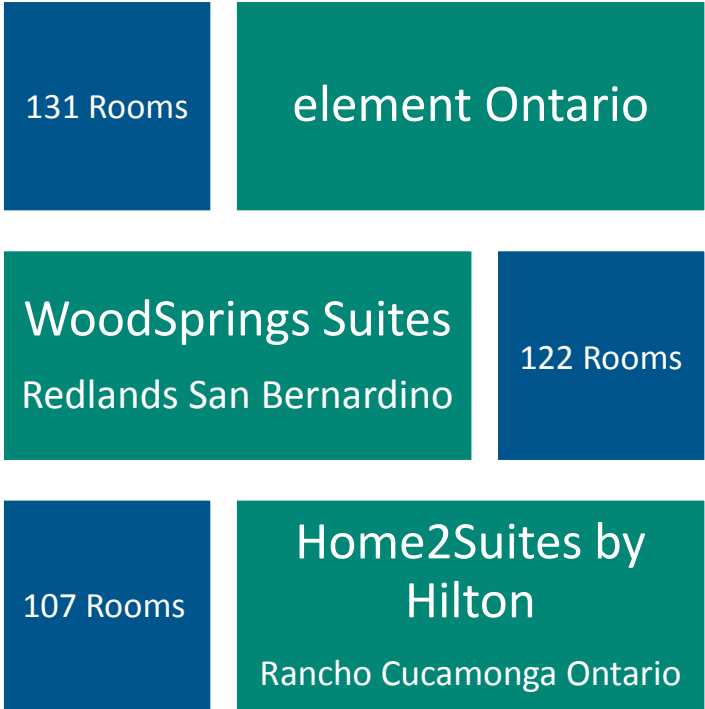 131 Rooms
element Ontario
WoodSprings Suites
Redlands San Bernardino
122 Rooms
107 Rooms
Home2Suites by
Hilton
Rancho Cucamonga Ontario